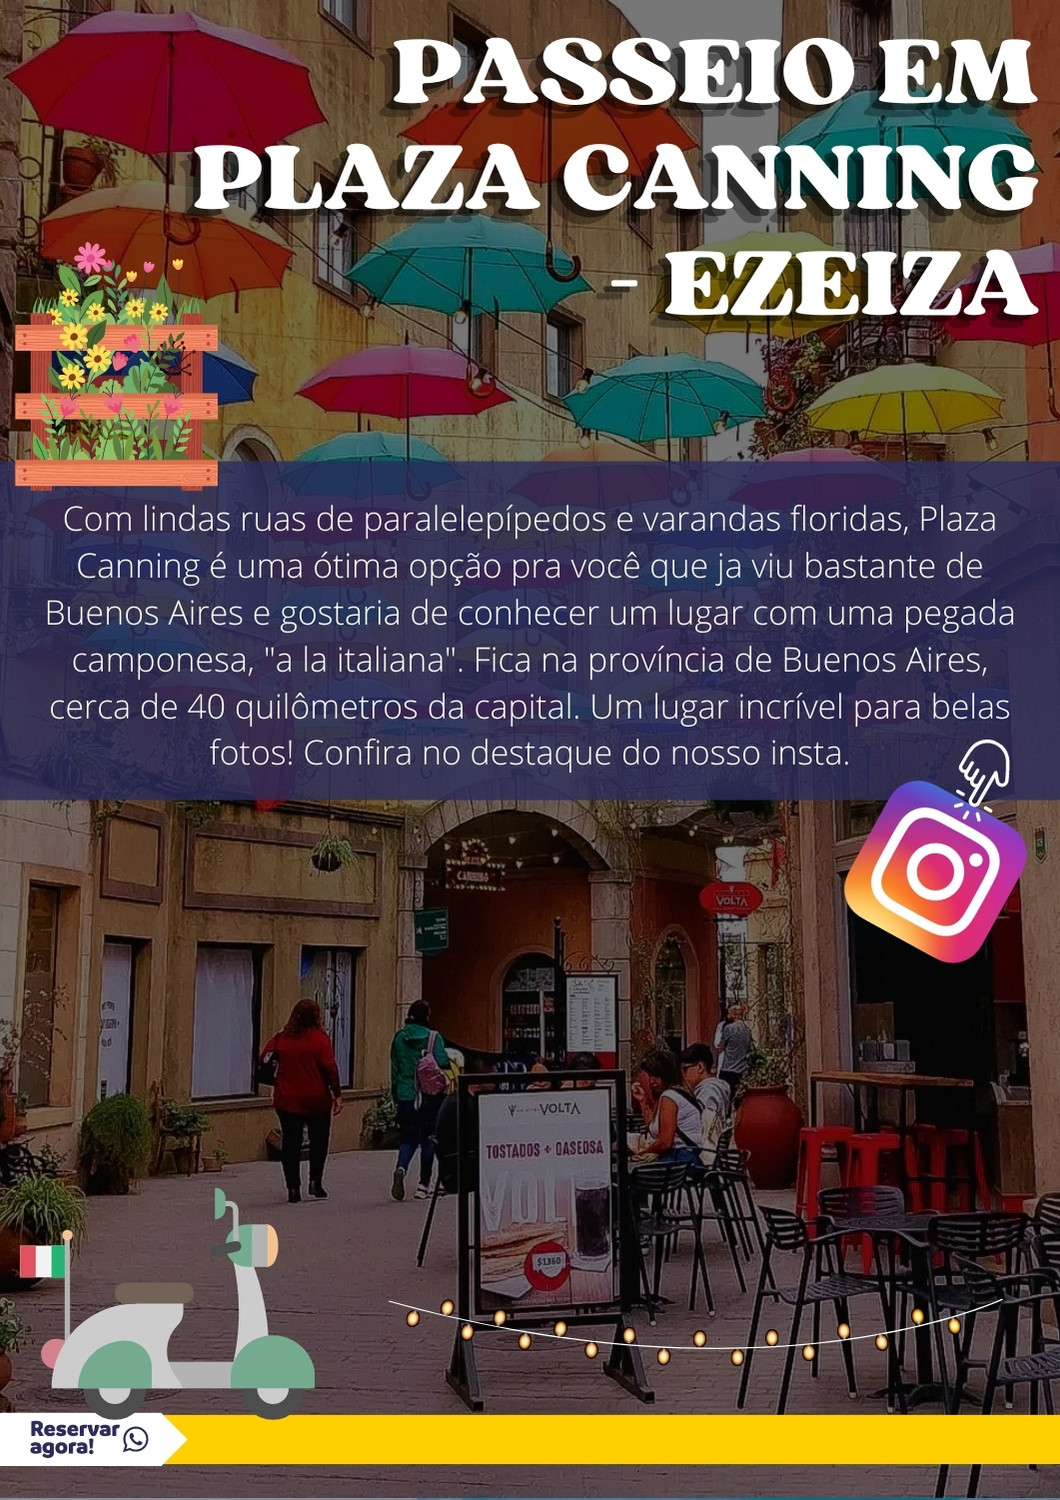 PASSEIO EM
PLAZA CANNING
- EZEIZA
Com lindas ruas de paralelepípedos e varandas floridas, Plaza
Canning é uma ótima opção pra você que ja viu bastante de
Buenos Aires e gostaria de conhecer um lugar com uma pegada
camponesa, "a la italiana". Fica na província de Buenos Aires,
cerca de 40 quilômetros da capital. Um lugar incrível para belas
fotos! Confira no destaque do nosso insta.
CANNING
VOLTA
VOLTA
TOSTADOS + GASEOSA
VOL
$1360
Reservar
agora!